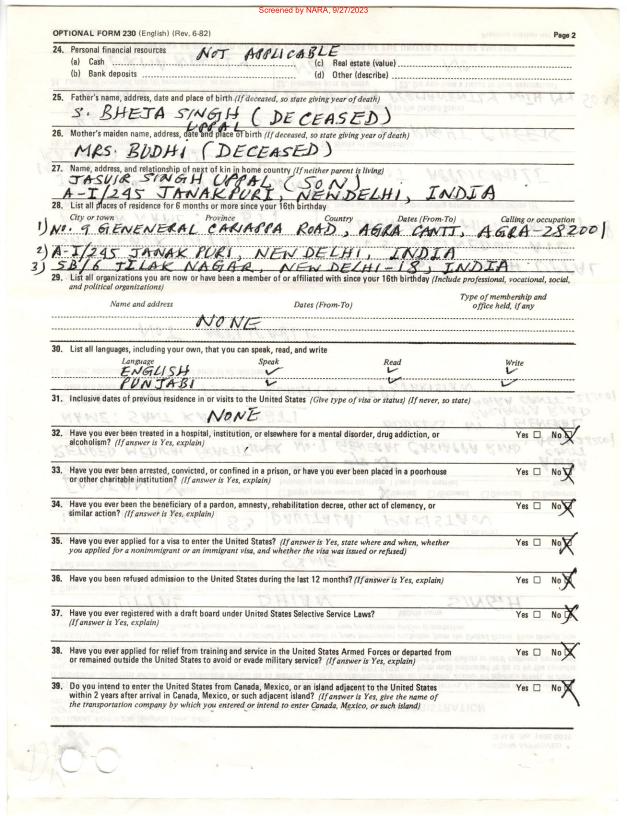 Screened by NARA, 9/27/2023
OPTIONAL FORM 230 (English) (Rev. 6-82) Page 2
24. Personal financial resources NOT APPLICABLE
(a) Cash (c) Real estate (value)
(b) Bank deposits (d) Other (describe)
25. Father's name, address, date and place of birth (If deceased, so state giving year of death)
S. BHETA SINGH (DECEASED)
26. Mother's maiden name, address, date and place of birth (If deceased, so state giving year of death)
UPPAL
MRS. BUDHI (DECEASED)
27. Name, address, and relationship of next of kin in home country (If neither parent is living)
JASVIR SINGH UPPAL (SON)
A-I/245 JANAKPURI, NEW DELHI, INDIA
28. List all places of residence for 6 months or more since your 16th birthday
City or town Province Country Dates (From-To) Calling or occupation
1) NO. 9 GENENERAL CARIAPPA ROAD, AGRA CANTT, AGRA-282001
2) A-I/245 JANAK PURI, NEW DELHI, INDIA
3) 5B/6 TILAK NAGAR, NEW DELHI-18, INDIA
29. List all organizations you are now or have been a member of or affiliated with since your 16th birthday (Include professional, vocational, social,
and political organizations)
Name and address Dates (From-To) Type of membership and
office held, if any
NONE
30. List all languages, including your own, that you can speak, read, and write
Language Speak Read Write
ENGLISH ✓ ✓ ✓
PUNJABI ✓ ✓ ✓
31. Inclusive dates of previous residence in or visits to the United States (Give type of visa or status) (If never, so state)
NONE
32. Have you ever been treated in a hospital, institution, or elsewhere for a mental disorder, drug addiction, or Yes ☐ No ☒
alcoholism? (If answer is Yes, explain)
33. Have you ever been arrested, convicted, or confined in a prison, or have you ever been placed in a poorhouse Yes ☐ No ☒
or other charitable institution? (If Yes, explain)
34. Have you ever been the beneficiary of a pardon, amnesty, rehabilitation decree, other act of clemency, or Yes ☐ No ☒
similar action? (If answer is Yes, explain)
35. Have you ever applied for a visa to enter the United States? (If answer is Yes, state where and when, whether Yes ☐ No ☒
you applied for a nonimmigrant or an immigrant visa, and whether the visa was issued or refused)
36. Have you been refused admission to the United States during the last 12 months? (If answer is Yes, explain) Yes ☐ No ☒
37. Have you ever registered with a draft board under United States Selective Service Laws? Yes ☐ No ☒
(If answer is Yes, explain)
38. Have you ever applied for relief from training and service in the United States Armed Forces or departed from Yes ☐ No ☒
or remained outside the United States to avoid or evade military service? (If answer is Yes, explain)
39. Do you intend to enter the United States from Canada, Mexico, or an island adjacent to the United States Yes ☐ No ☒
within 2 years after arrival in Canada, Mexico, or such adjacent island? (If answer is Yes, give the name of
the transportation company by which you entered or intend to enter Canada, Mexico, or such island)